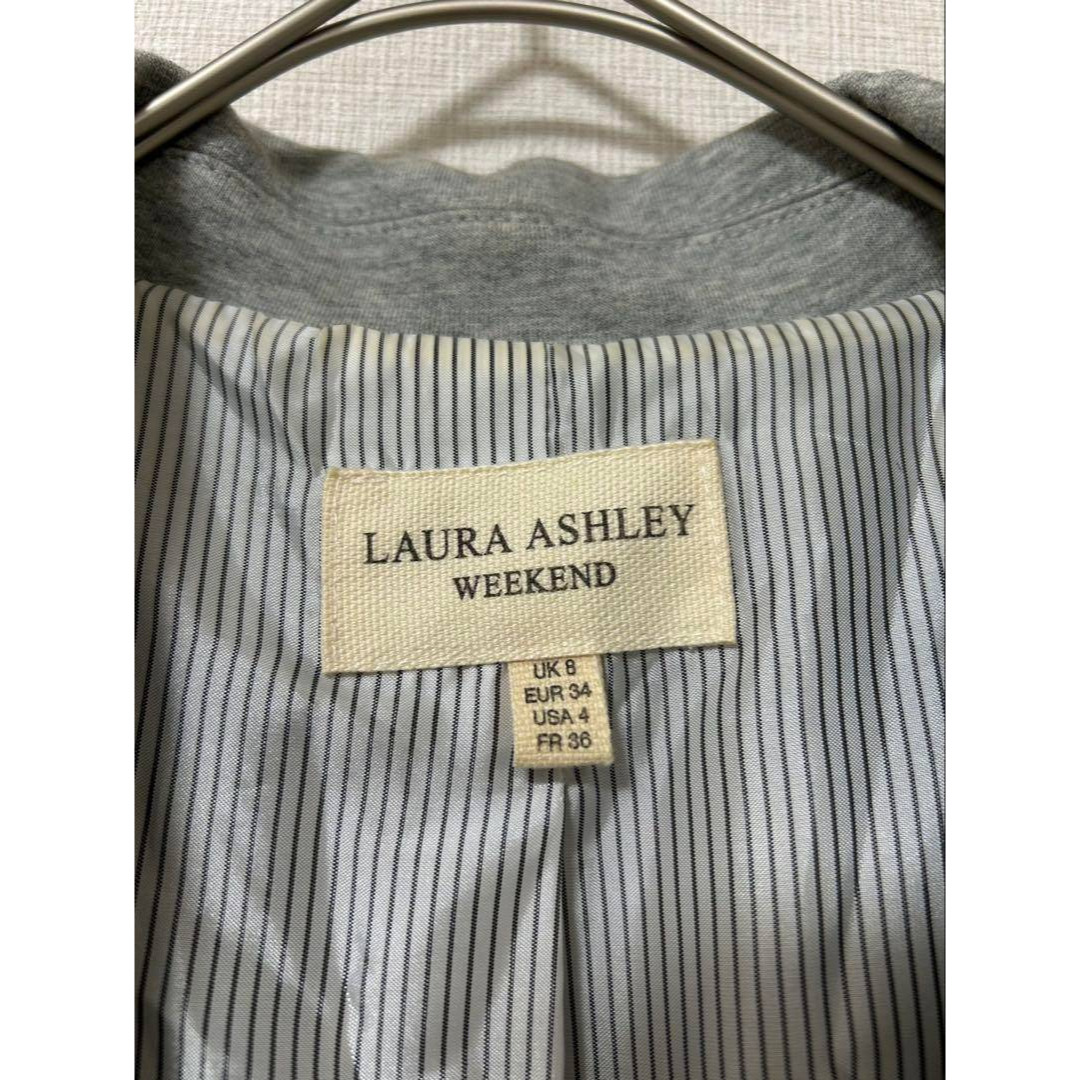 LAURA ASHLEY
WEEKEND
UK 8
EUR 34
USA 4
FR 36